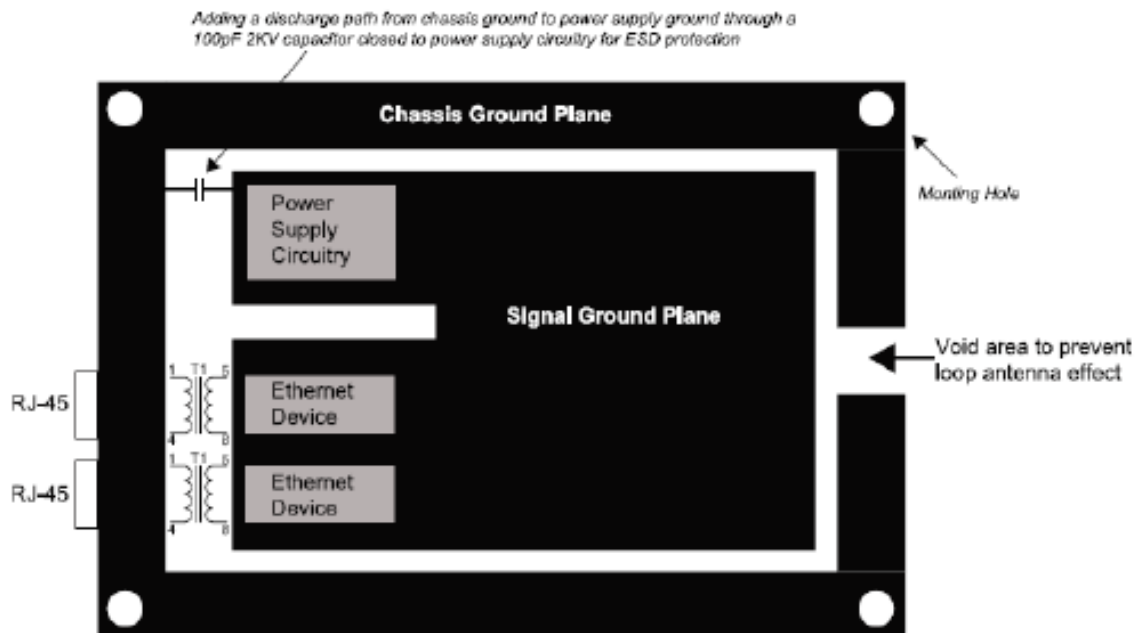 Adding a discharge path from chassis ground to power supply ground through a
100pF 2KV capacitor closed to power supply circuitry for ESD protection
Chassis Ground Plane
Monting Hole
Power
Supply
Circuitry
Signal Ground Plane
Void area to prevent
loop antenna effect
RJ-45
1 T1 5
4 8
Ethernet
Device
RJ-45
1 T1 5
4 8
Ethernet
Device